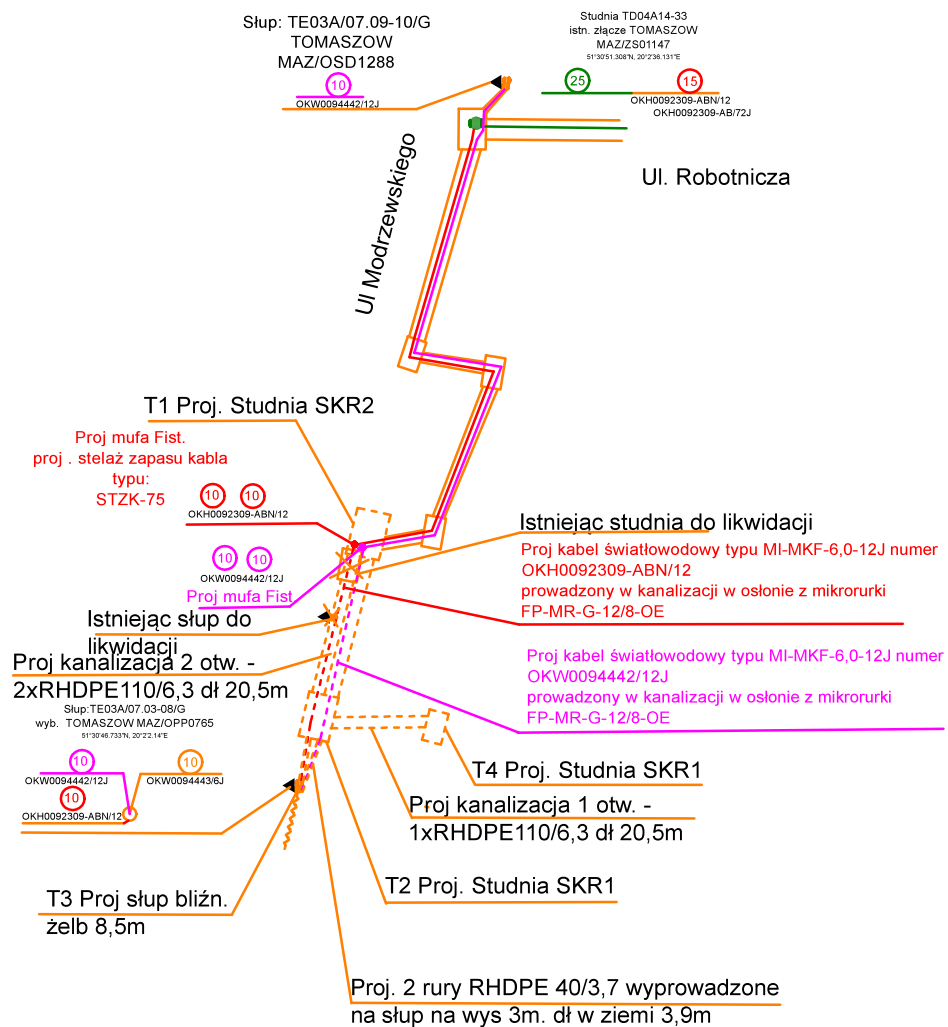 Słup: TE03A/07.09-10/G
TOMASZOW
MAZ/OSD1288
10
OKW0094442/12J
Studnia TD04A14-33
istn. złącze TOMASZOW
MAZ/ZS01147
51°30'51.308"N, 20°2'36.131"E
25
15
OKH0092309-ABN/12
OKH0092309-AB/72J
Ul. Robotnicza
Ul Modrzewskiego
T1 Proj. Studnia SKR2
Proj mufa Fist.
proj . stelaż zapasu kabla
typu:
STZK-75
10
10
OKH0092309-ABN/12
10
10
OKW0094442/12J
Proj mufa Fist
Istniejąc studnia do likwidacji
Proj kabel światłowodowy typu MI-MKF-6,0-12J numer
OKH0092309-ABN/12
prowadzony w kanalizacji w osłonie z mikrorurki
FP-MR-G-12/8-OE
Istniejąc słup do
likwidacji
Proj kanalizacja 2 otw. -
2xRHDPE110/6,3 dł 20,5m
Proj kabel światłowodowy typu MI-MKF-6,0-12J numer
OKW0094442/12J
prowadzony w kanalizacji w osłonie z mikrorurki
FP-MR-G-12/8-OE
Słup:TE03A/07.03-08/G
wyb. TOMASZOW MAZ/OPP0765
51°30'46.733"N, 20°2'2.14"E
10
10
OKW0094442/12J
OKW0094443/6J
10
OKH0092309-ABN/12
T4 Proj. Studnia SKR1
Proj kanalizacja 1 otw. -
1xRHDPE110/6,3 dł 20,5m
T2 Proj. Studnia SKR1
T3 Proj słup bliźn.
żelb 8,5m
Proj. 2 rury RHDPE 40/3,7 wyprowadzone
na słup na wys 3m. dł w ziemi 3,9m